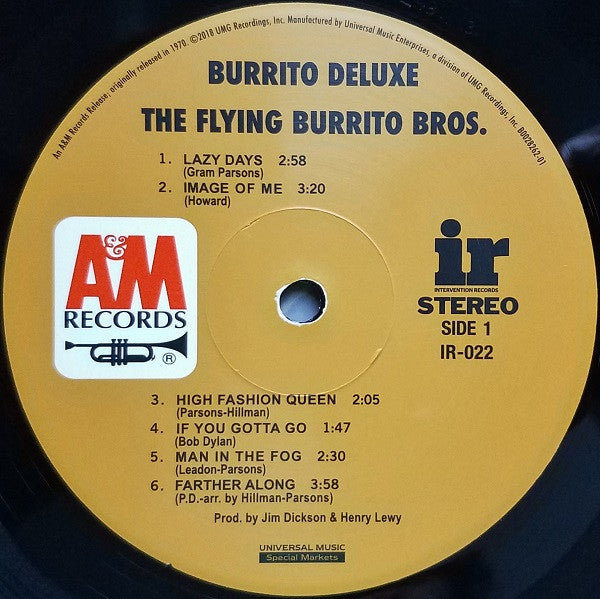 An A&M Records Release; originally released in 1970. ©2018 UMG Recordings, Inc. Manufactured by Universal Music Enterprises, a division of UMG Recordings, Inc. B0028262-01
BURRITO DELUXE
THE FLYING BURRITO BROS.
1. LAZY DAYS 2:58
(Gram Parsons)
2. IMAGE OF ME 3:20
(Howard)
A&M
RECORDS
®
ir
INTERVENTION RECORDS
STEREO
SIDE 1
IR-022
3. HIGH FASHION QUEEN 2:05
(Parsons-Hillman)
4. IF YOU GOTTA GO 1:47
(Bob Dylan)
5. MAN IN THE FOG 2:30
(Leadon-Parsons)
6. FARTHER ALONG 3:58
(P.D.-arr. by Hillman-Parsons)
Prod. by Jim Dickson & Henry Lewy
UNIVERSAL MUSIC
Special Markets